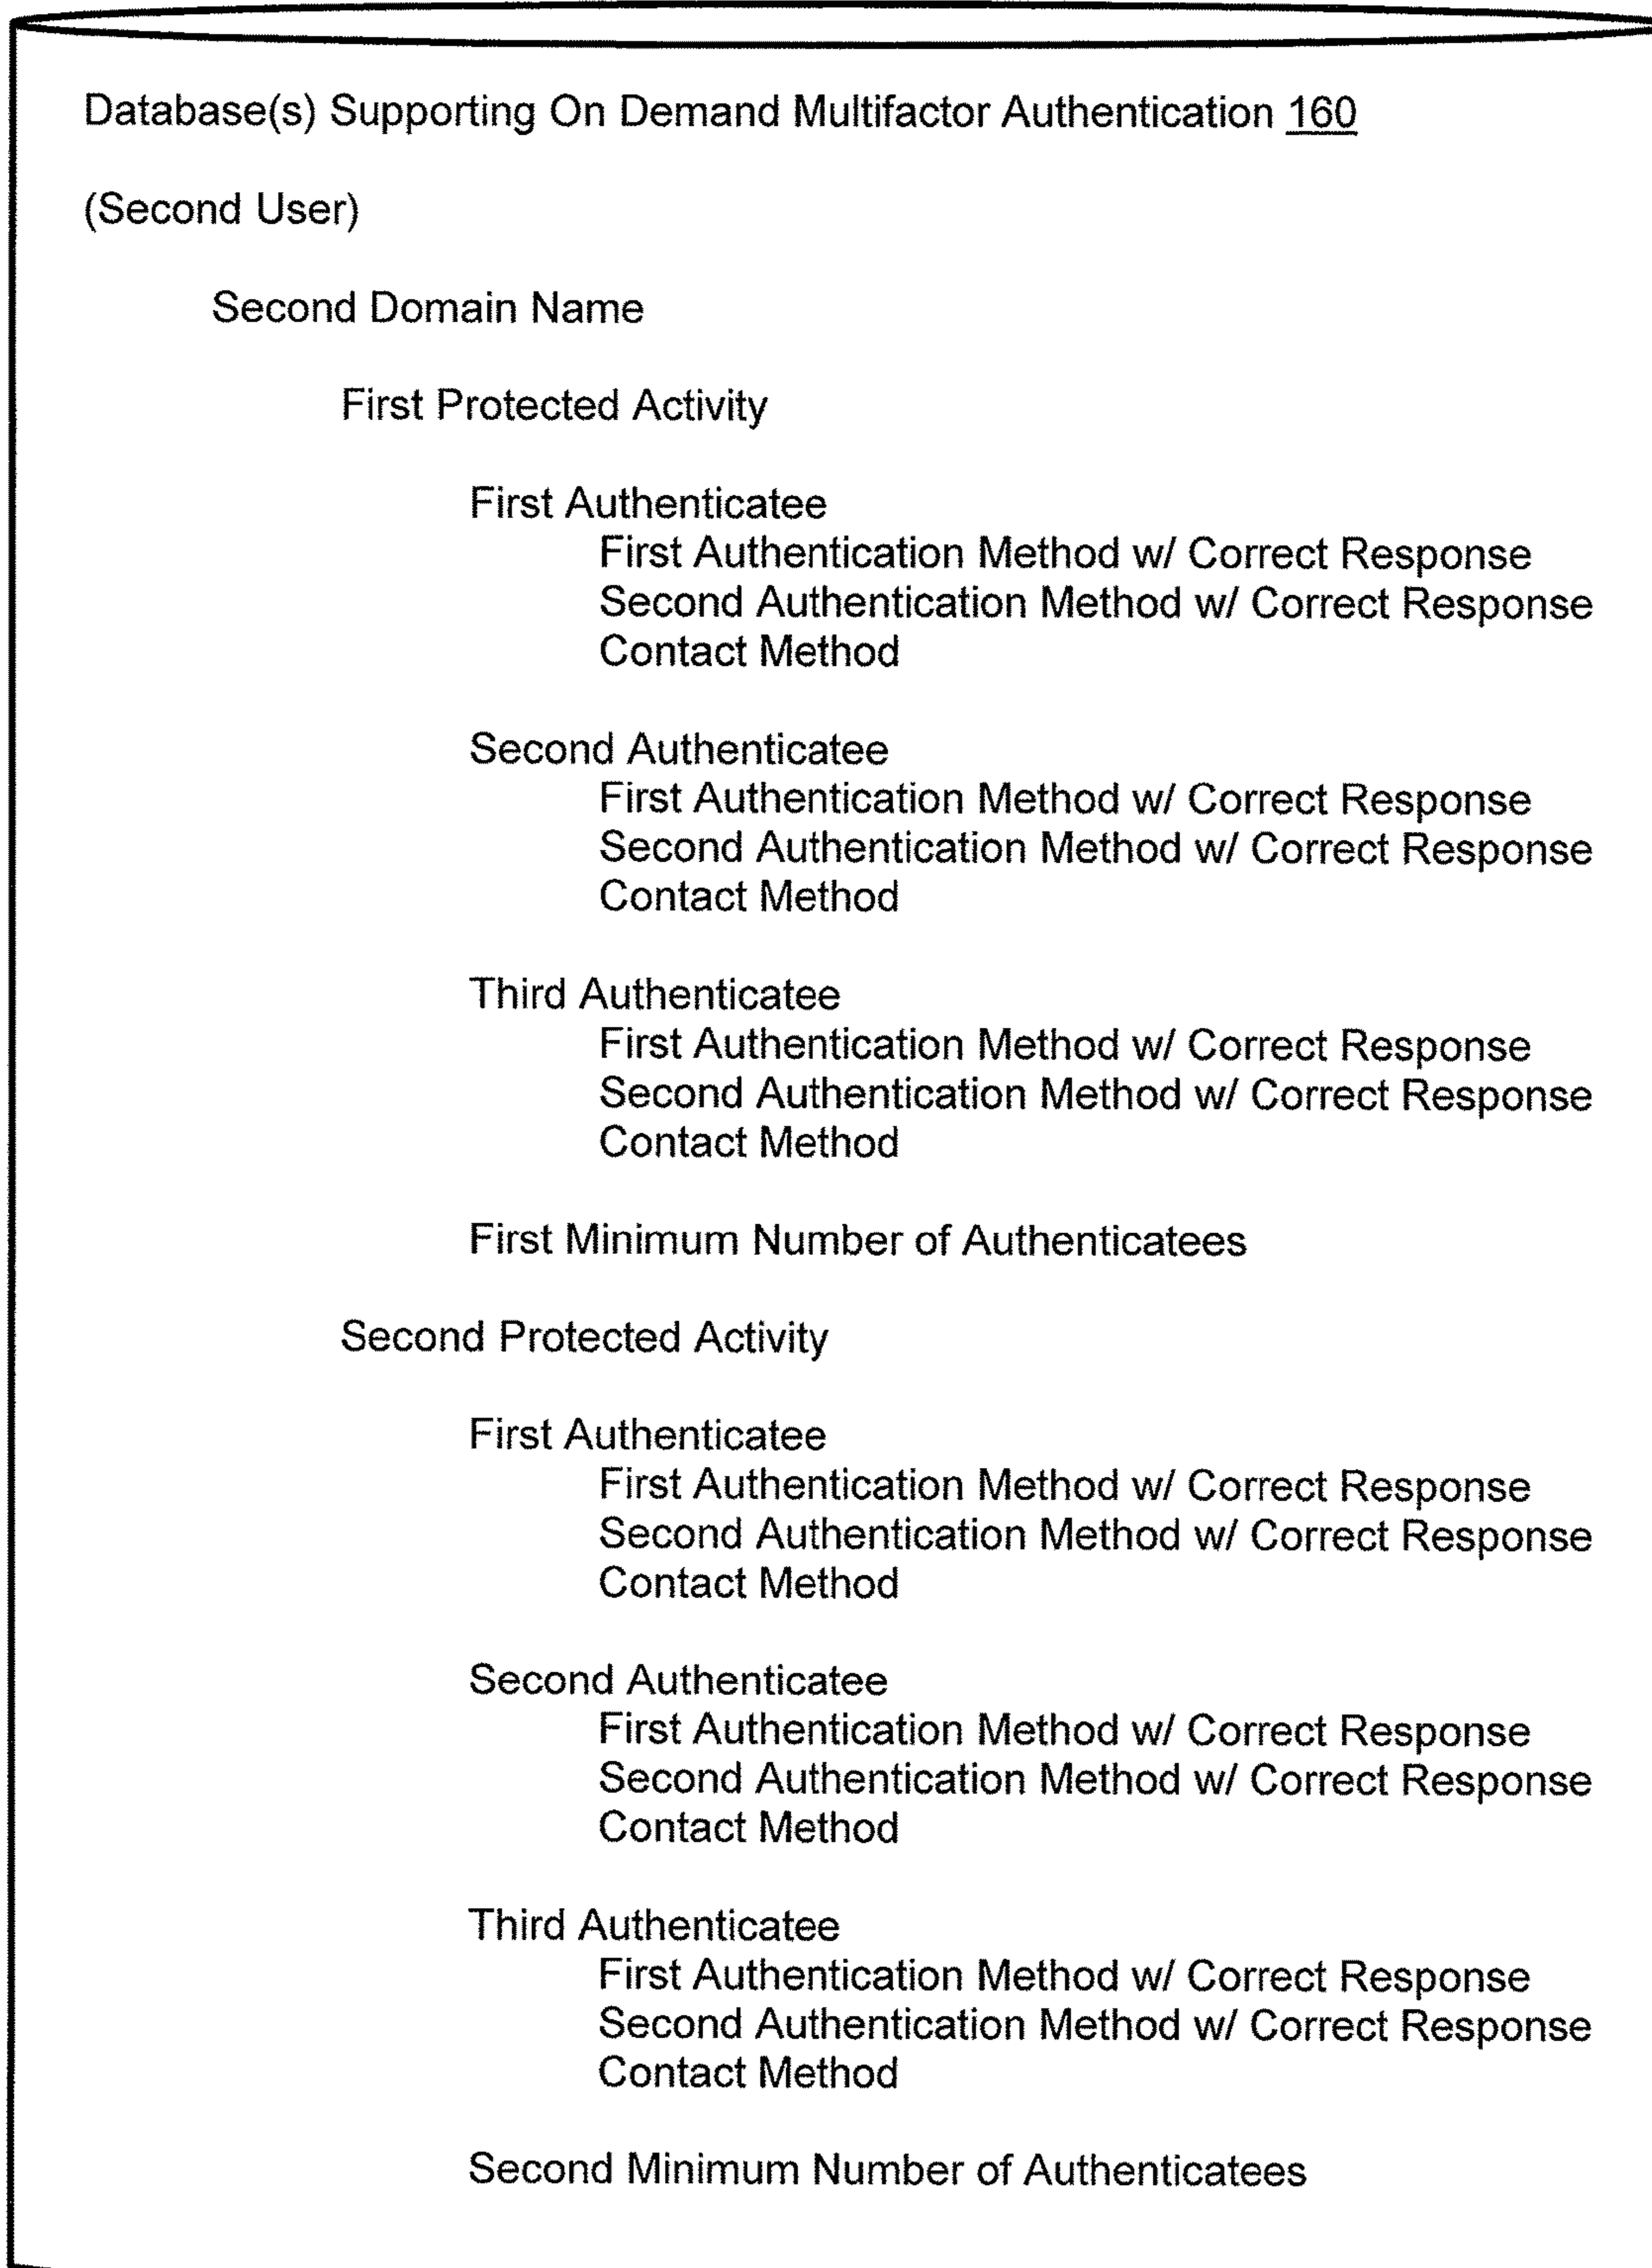 Database(s) Supporting On Demand Multifactor Authentication 160
(Second User)
Second Domain Name
First Protected Activity
First Authenticatee
First Authentication Method w/ Correct Response
Second Authentication Method w/ Correct Response
Contact Method
Second Authenticatee
First Authentication Method w/ Correct Response
Second Authentication Method w/ Correct Response
Contact Method
Third Authenticatee
First Authentication Method w/ Correct Response
Second Authentication Method w/ Correct Response
Contact Method
First Minimum Number of Authenticatees
Second Protected Activity
First Authenticatee
First Authentication Method w/ Correct Response
Second Authentication Method w/ Correct Response
Contact Method
Second Authenticatee
First Authentication Method w/ Correct Response
Second Authentication Method w/ Correct Response
Contact Method
Third Authenticatee
First Authentication Method w/ Correct Response
Second Authentication Method w/ Correct Response
Contact Method
Second Minimum Number of Authenticatees